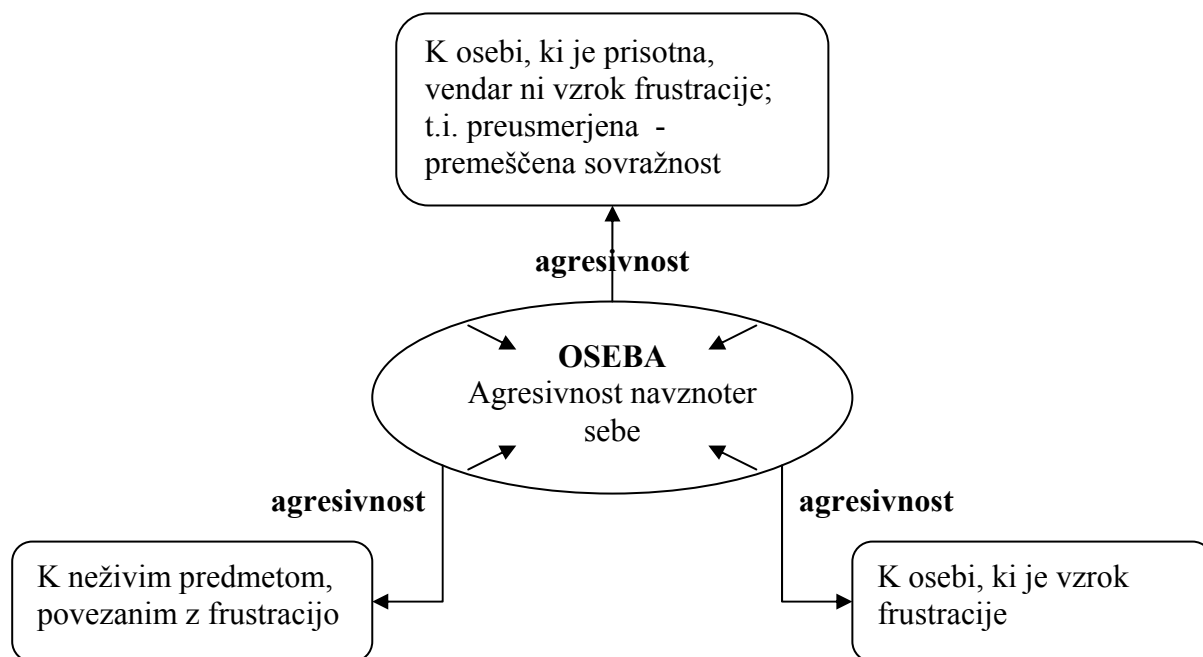 K osebi, ki je prisotna,
vendar ni vzrok frustracije;
t.i. preusmerjena -
premeščena sovražnost
agresivnost
OSEBA
Agresivnost navznoter
sebe
agresivnost
agresivnost
K neživim predmetom,
povezanim z frustracijo
K osebi, ki je vzrok
frustracije